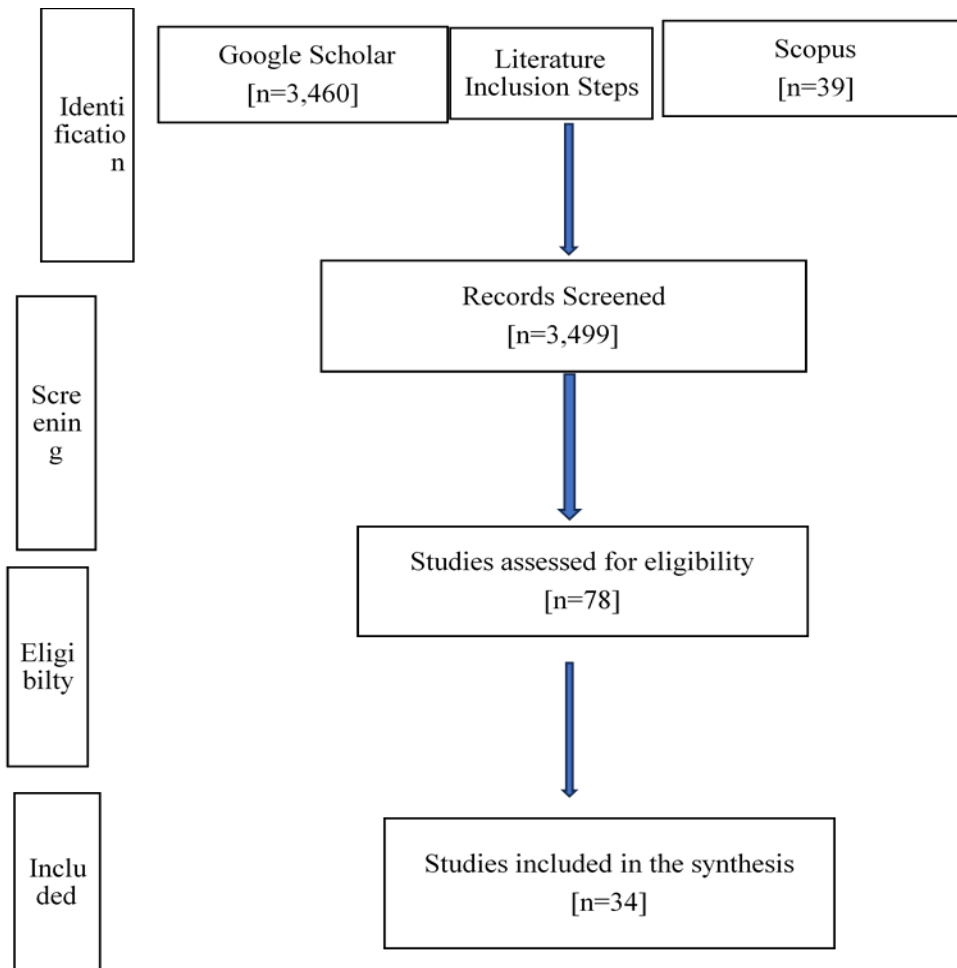 Identi
ficatio
n
Google Scholar
[n=3,460]
Literature
Inclusion Steps
Scopus
[n=39]
Records Screened
[n=3,499]
Scre
enin
g
Studies assessed for eligibility
[n=78]
Eligi
bilty
Studies included in the synthesis
[n=34]
Inclu
ded